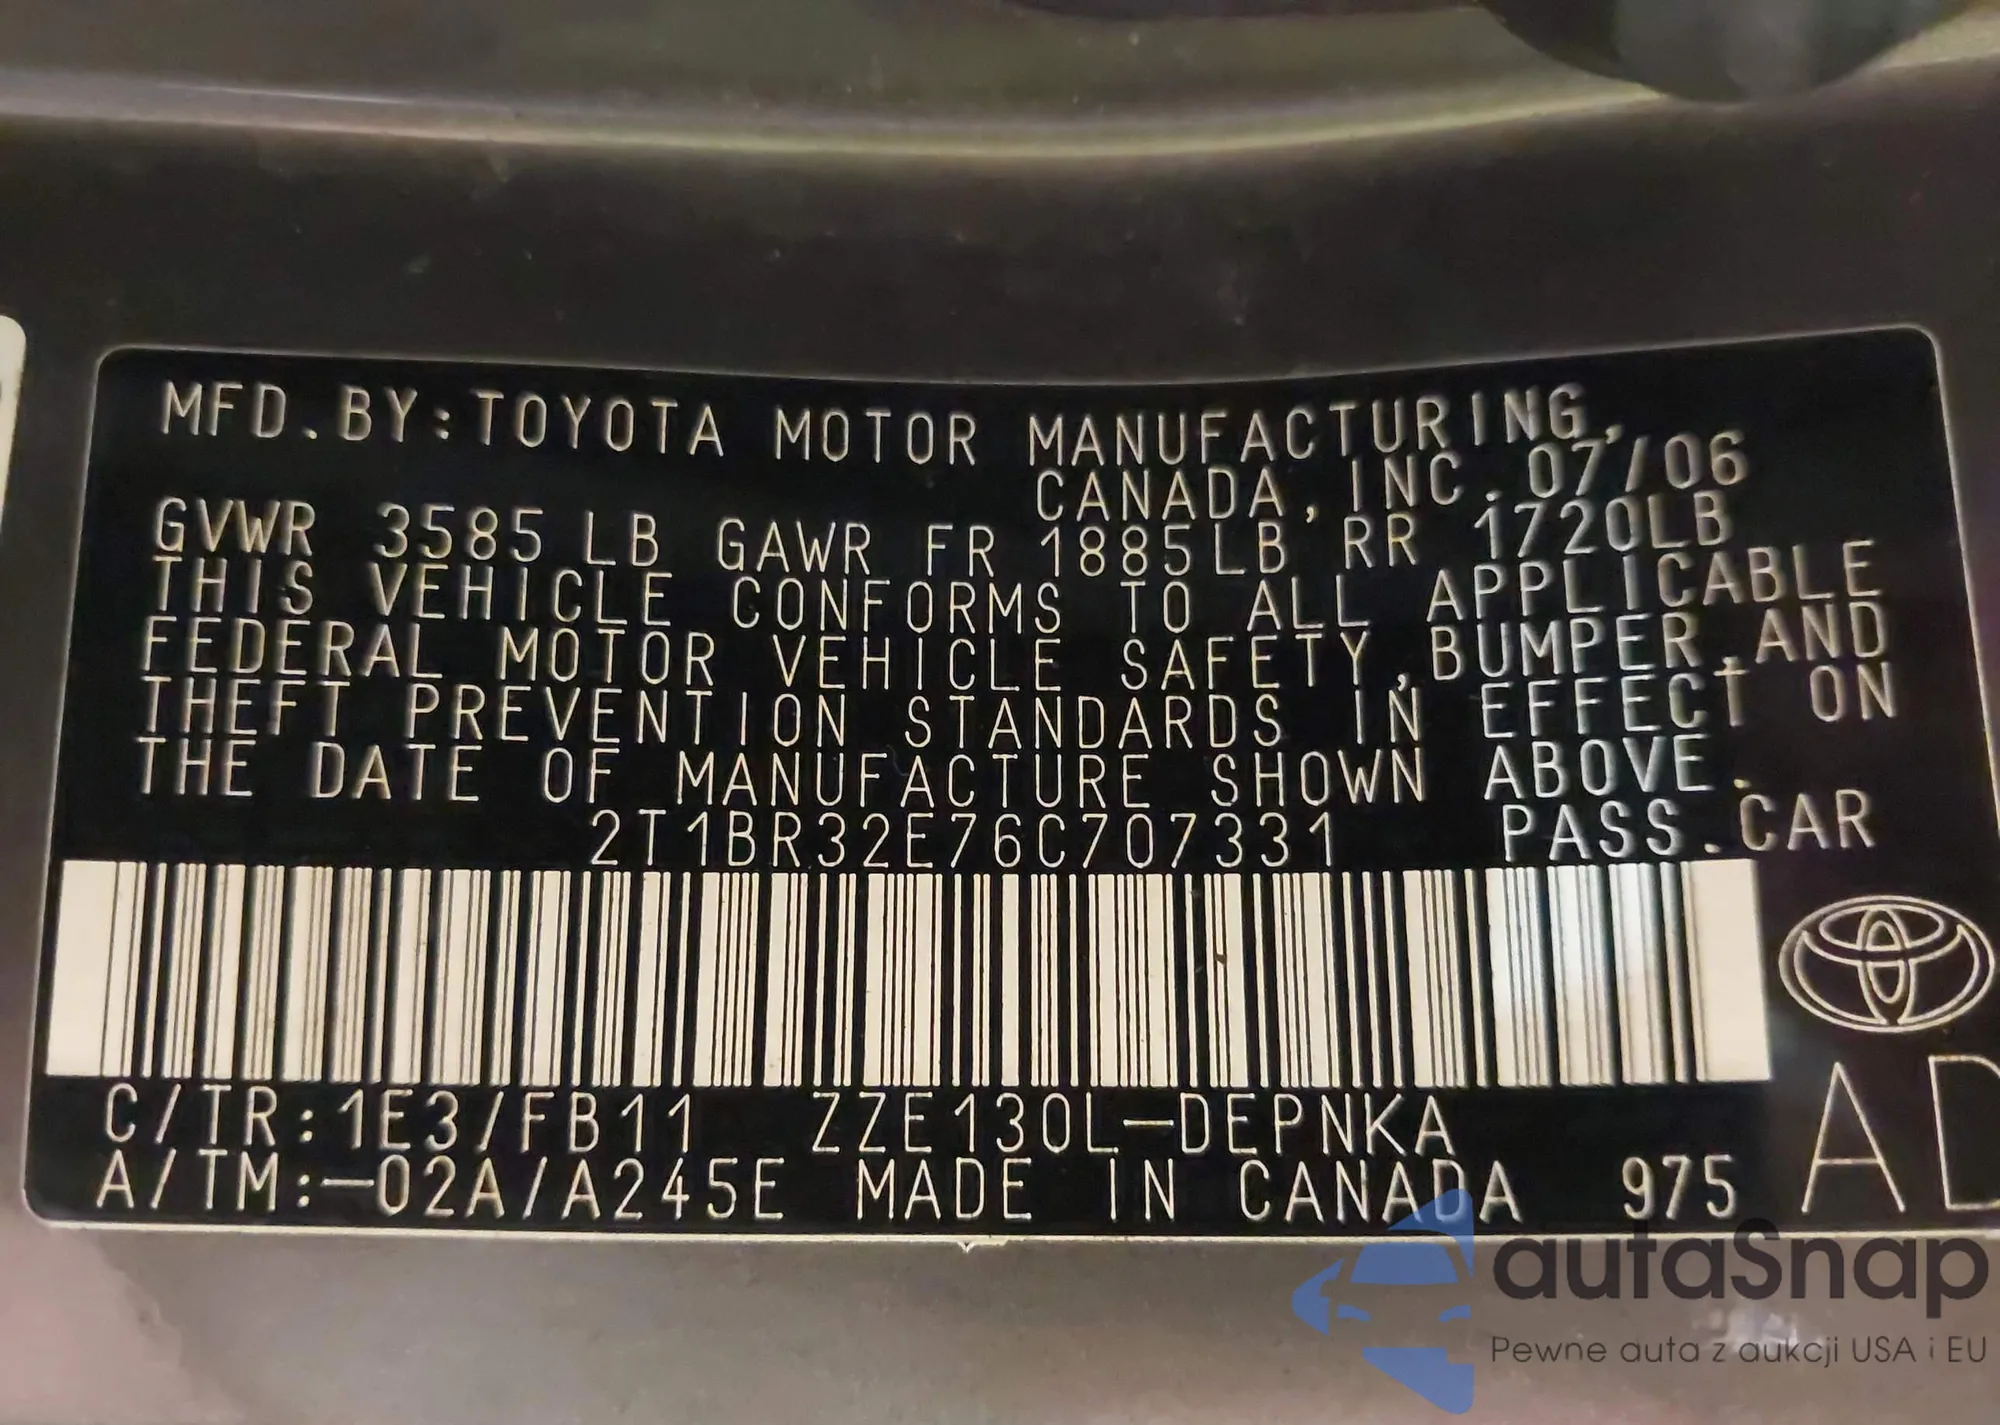 MFD.BY:TOYOTA MOTOR MANUFACTURING,
CANADA, INC. 07/06
GVWR 3585 LB GAWR FR 1885LB RR 1720LB
THIS VEHICLE CONFORMS TO ALL APPLICABLE
FEDERAL MOTOR VEHICLE SAFETY, BUMPER, AND
THEFT PREVENTION STANDARDS IN EFFECT ON
THE DATE OF MANUFACTURE SHOWN ABOVE.
2T1BR32E76C707331 PASS.CAR
C/TR:1E3/FB11 ZZE130L-DEPNKA
A/TM:-02A/A245E MADE IN CANADA 975
AD
autaSnap
Pewne auta z aukcji USA i EU